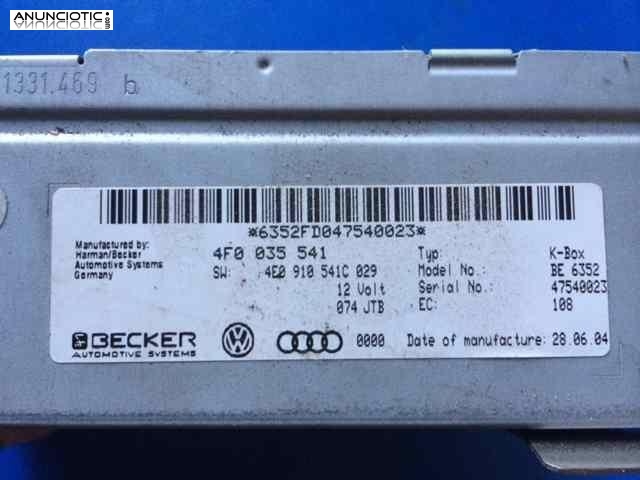 ANUNCIOTIC.com
1331.469 b
*6352FD047540023*
Manufactured by:
Harman/Becker
Automotive Systems
Germany
4F0 035 541
SW: 4E0 910 541C 029
12 Volt
074 JTB
Typ: K-Box
Model No.: BE 6352
Serial No.: 47540023
EC: 108
BECKER
AUTOMOTIVE SYSTEMS
VW
0000
Date of manufacture: 28.06.04